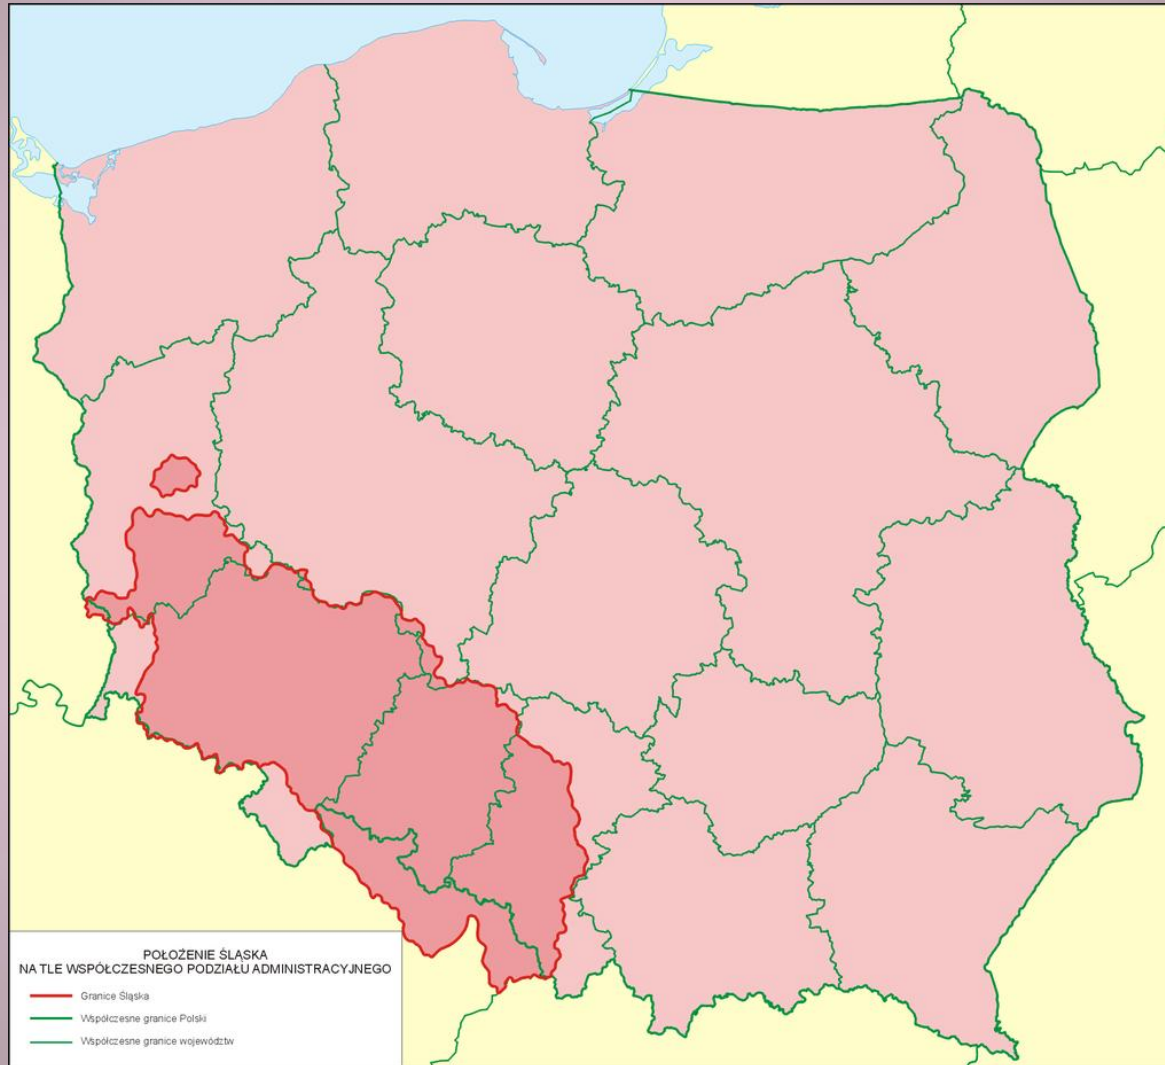 POŁOŻENIE ŚLĄSKA
NA TLE WSPÓŁCZESNEGO PODZIAŁU ADMINISTRACYJNEGO
Granice Śląska
Współczesne granice Polski
Współczesne granice województw